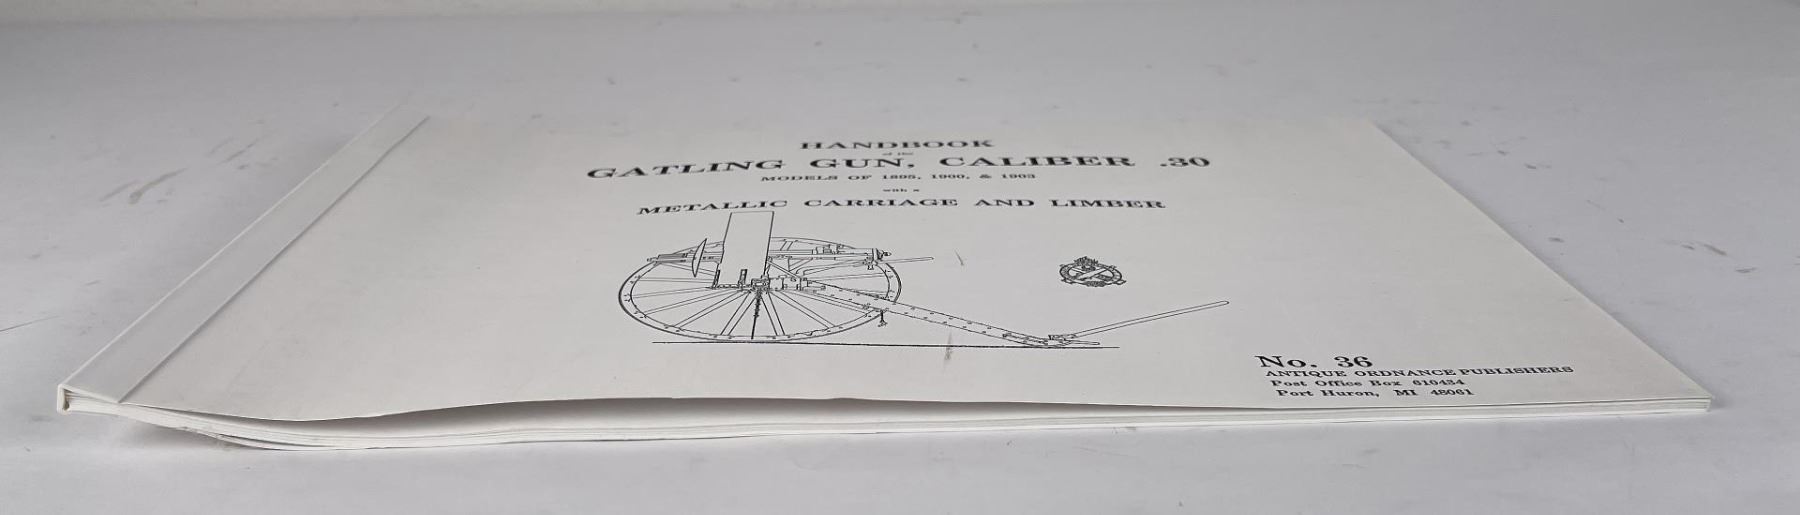 HANDBOOK
of the
GATLING GUN, CALIBER .30
MODELS OF 1895, 1900, & 1903
with a
METALLIC CARRIAGE AND LIMBER
No. 36
ANTIQUE ORDNANCE PUBLISHERS
Post Office Box 610434
Port Huron, MI 48061